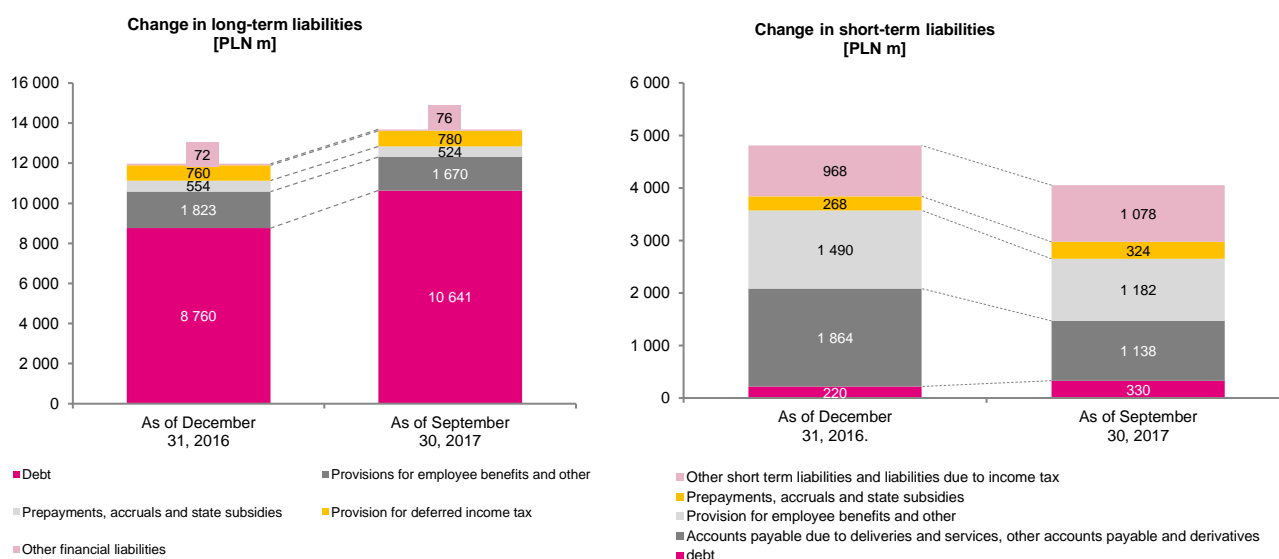 Change in long-term liabilities
[PLN m]
16 000
14 000
12 000
10 000
8 000
6 000
4 000
2 000
0
72
760
554
1 823
8 760
76
780
524
1 670
10 641
As of December
31, 2016
As of September
30, 2017
Debt
Provisions for employee benefits and other
Prepayments, accruals and state subsidies
Provision for deferred income tax
Other financial liabilities
Change in short-term liabilities
[PLN m]
6 000
5 000
4 000
3 000
2 000
1 000
0
968
268
1 490
1 864
220
1 078
324
1 182
1 138
330
As of December
31, 2016.
As of September
30, 2017
Other short term liabilities and liabilities due to income tax
Prepayments, accruals and state subsidies
Provision for employee benefits and other
Accounts payable due to deliveries and services, other accounts payable and derivatives
debt